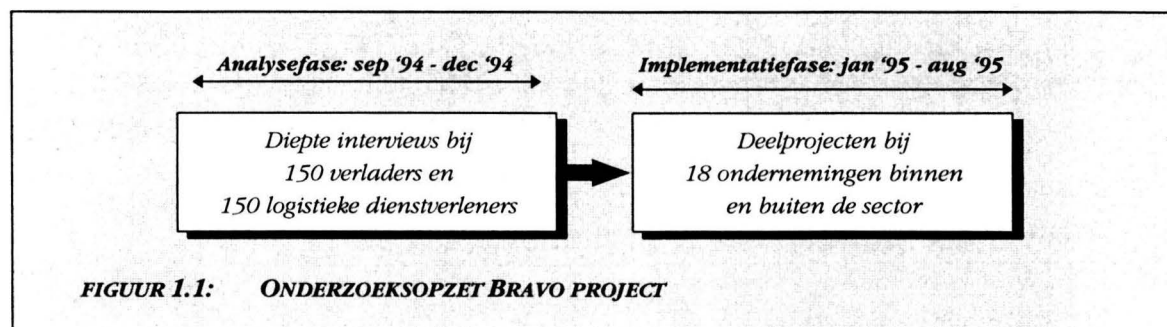 Analysefase: sep '94 - dec '94
Diepte interviews bij
150 verladers en
150 logistieke dienstverleners
Implementatiefase: jan '95 - aug '95
Deelprojecten bij
18 ondernemingen binnen
en buiten de sector
FIGUUR 1.1: ONDERZOEKSOPZET BRAVO PROJECT